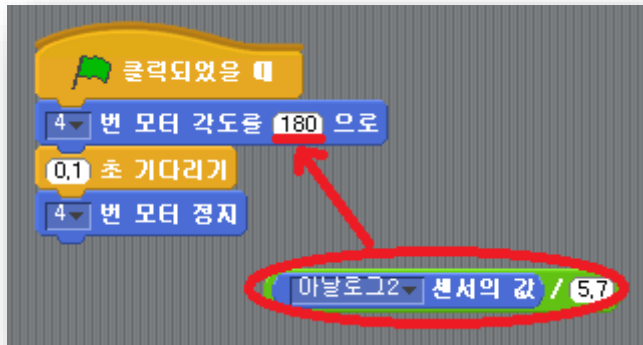 클릭되었을 때
4 번 모터 각도를 180 으로
0.1 초 기다리기
4 번 모터 정지
아날로그2 센서의 값 / 5.7